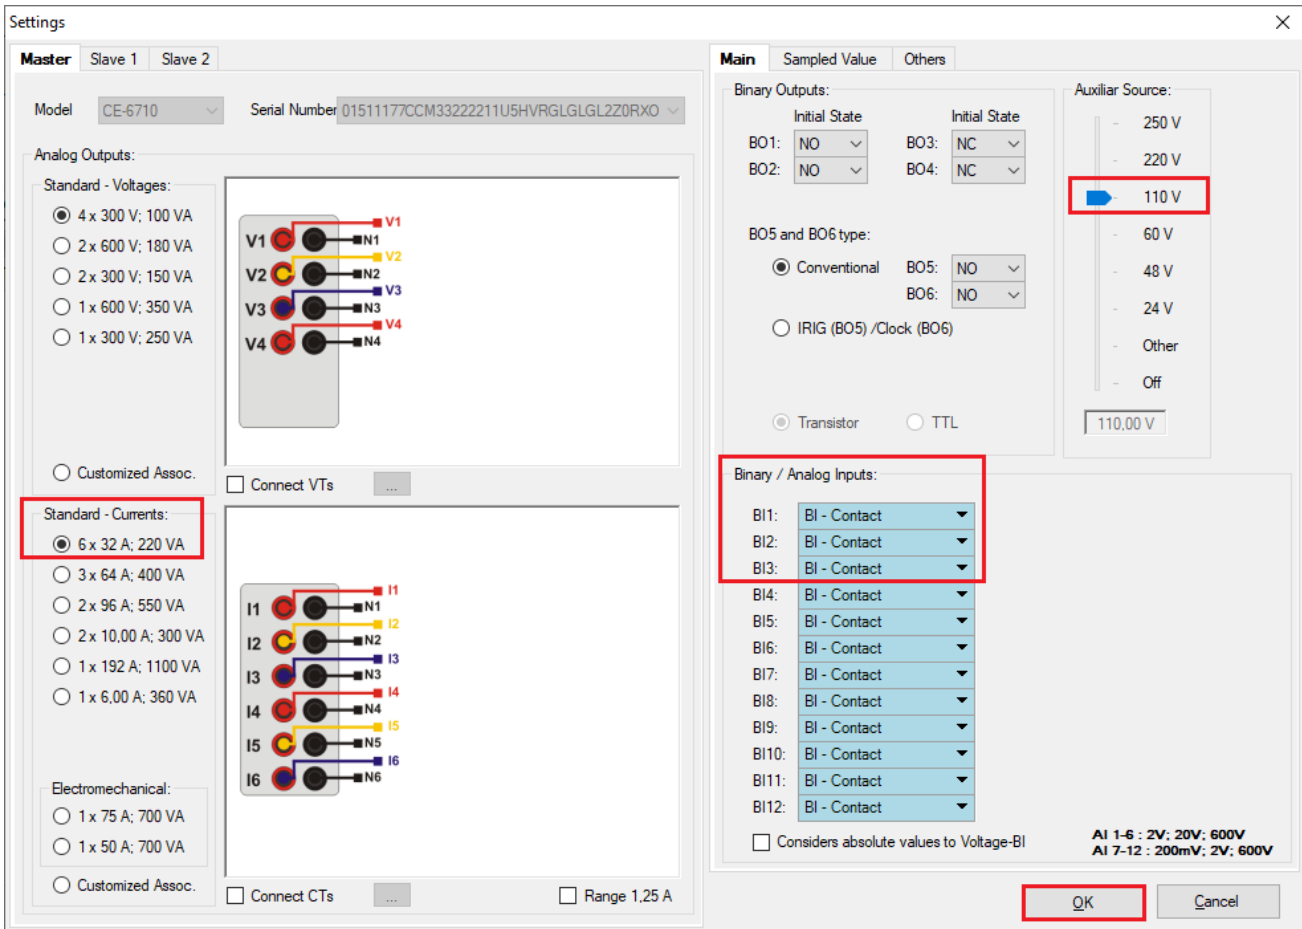 Settings
Master Slave 1 Slave 2
Model CE-6710 Serial Number 01511177CCM33222211U5HVRGLGLGL2Z0RXO
Analog Outputs:
Standard - Voltages:
4 x 300 V; 100 VA
2 x 600 V; 180 VA
2 x 300 V; 150 VA
1 x 600 V; 350 VA
1 x 300 V; 250 VA
Customized Assoc.
V1 V1
N1
V2
V2 N2
V3
V3 N3
V4
V4 N4
Connect VTs ...
Standard - Currents:
6 x 32 A; 220 VA
3 x 64 A; 400 VA
2 x 96 A; 550 VA
2 x 10,00 A; 300 VA
1 x 192 A; 1100 VA
1 x 6,00 A; 360 VA
Electromechanical:
1 x 75 A; 700 VA
1 x 50 A; 700 VA
Customized Assoc.
I1
I1 N1
I2
I2 N2
I3
I3 N3
I4
I4 N4
I5
I5 N5
I6
I6 N6
Connect CTs ... Range 1,25 A
Main Sampled Value Others
Binary Outputs:
Initial State Initial State
BO1: NO BO3: NC
BO2: NO BO4: NC
BO5 and BO6 type:
Conventional BO5: NO
BO6: NO
IRIG (BO5) /Clock (BO6)
Transistor TTL
Auxiliar Source:
250 V
220 V
110 V
60 V
48 V
24 V
Other
Off
110,00 V
Binary / Analog Inputs:
BI1: BI - Contact
BI2: BI - Contact
BI3: BI - Contact
BI4: BI - Contact
BI5: BI - Contact
BI6: BI - Contact
BI7: BI - Contact
BI8: BI - Contact
BI9: BI - Contact
BI10: BI - Contact
BI11: BI - Contact
BI12: BI - Contact
Considers absolute values to Voltage-BI
AI 1-6 : 2V; 20V; 600V
AI 7-12 : 200mV; 2V; 600V
OK Cancel